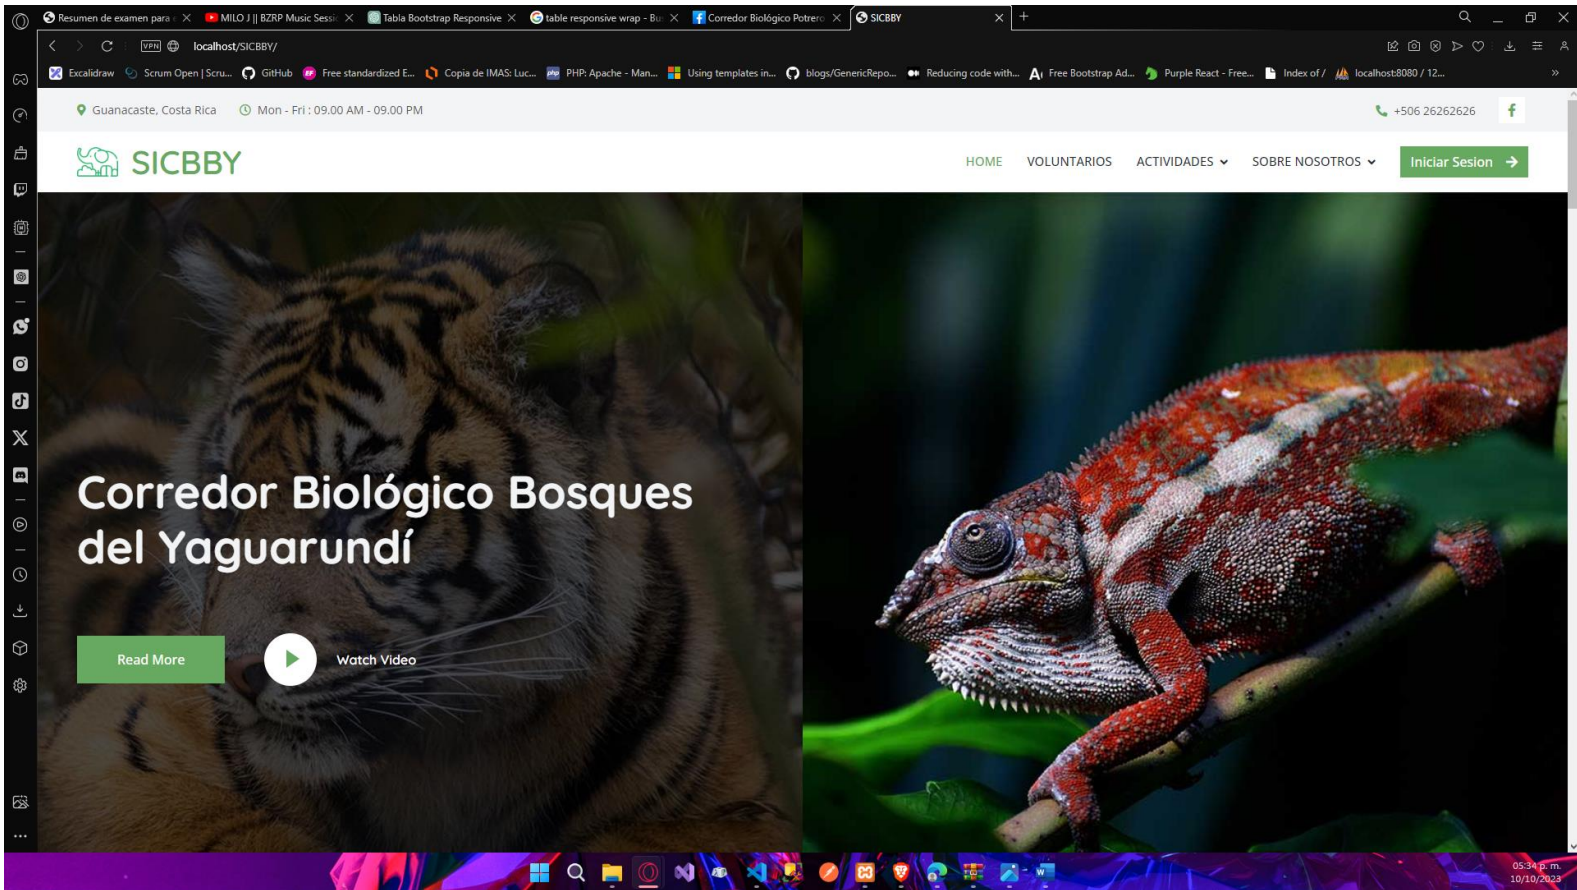 Resumen de examen para
MILO J || BZRP Music Sessi
Tabla Bootstrap Responsive
table responsive wrap - Bu
Corredor Biológico Potrero
SICBBY
VPN
localhost/SICBBY/
Excalidraw
Scrum Open | Scru...
GitHub
Free standardized E...
Copia de IMAS: Luc...
PHP: Apache - Man...
Using templates in...
blogs/GenericRepo...
Reducing code with...
Free Bootstrap Ad...
Purple React - Free...
Index of /
localhost:8080 / 12...
Guanacaste, Costa Rica
Mon - Fri : 09.00 AM - 09.00 PM
+506 26262626
SICBBY
HOME
VOLUNTARIOS
ACTIVIDADES
SOBRE NOSOTROS
Iniciar Sesion
Corredor Biológico Bosques
del Yaguarundí
Read More
Watch Video
05:34 p. m.
10/10/2023